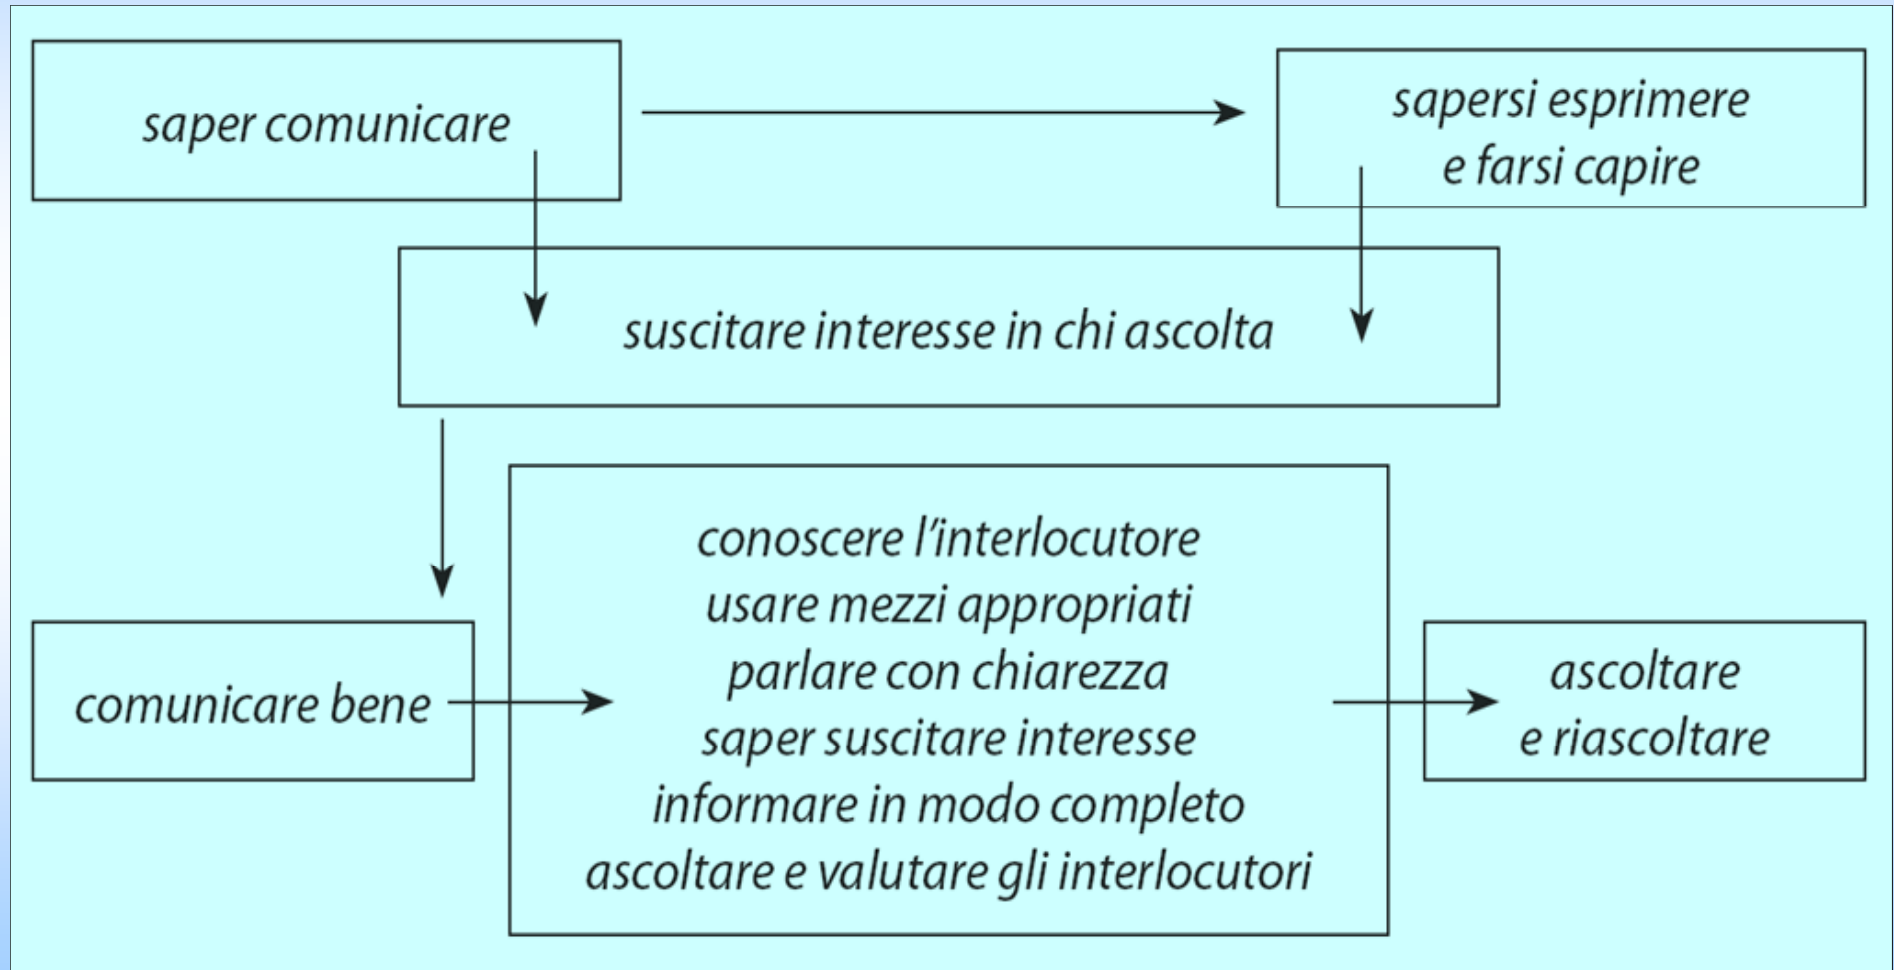 saper comunicare
sapersi esprimere
e farsi capire
suscitare interesse in chi ascolta
comunicare bene
conoscere l'interlocutore
usare mezzi appropriati
parlare con chiarezza
saper suscitare interesse
informare in modo completo
ascoltare e valutare gli interlocutori
ascoltare
e riascoltare